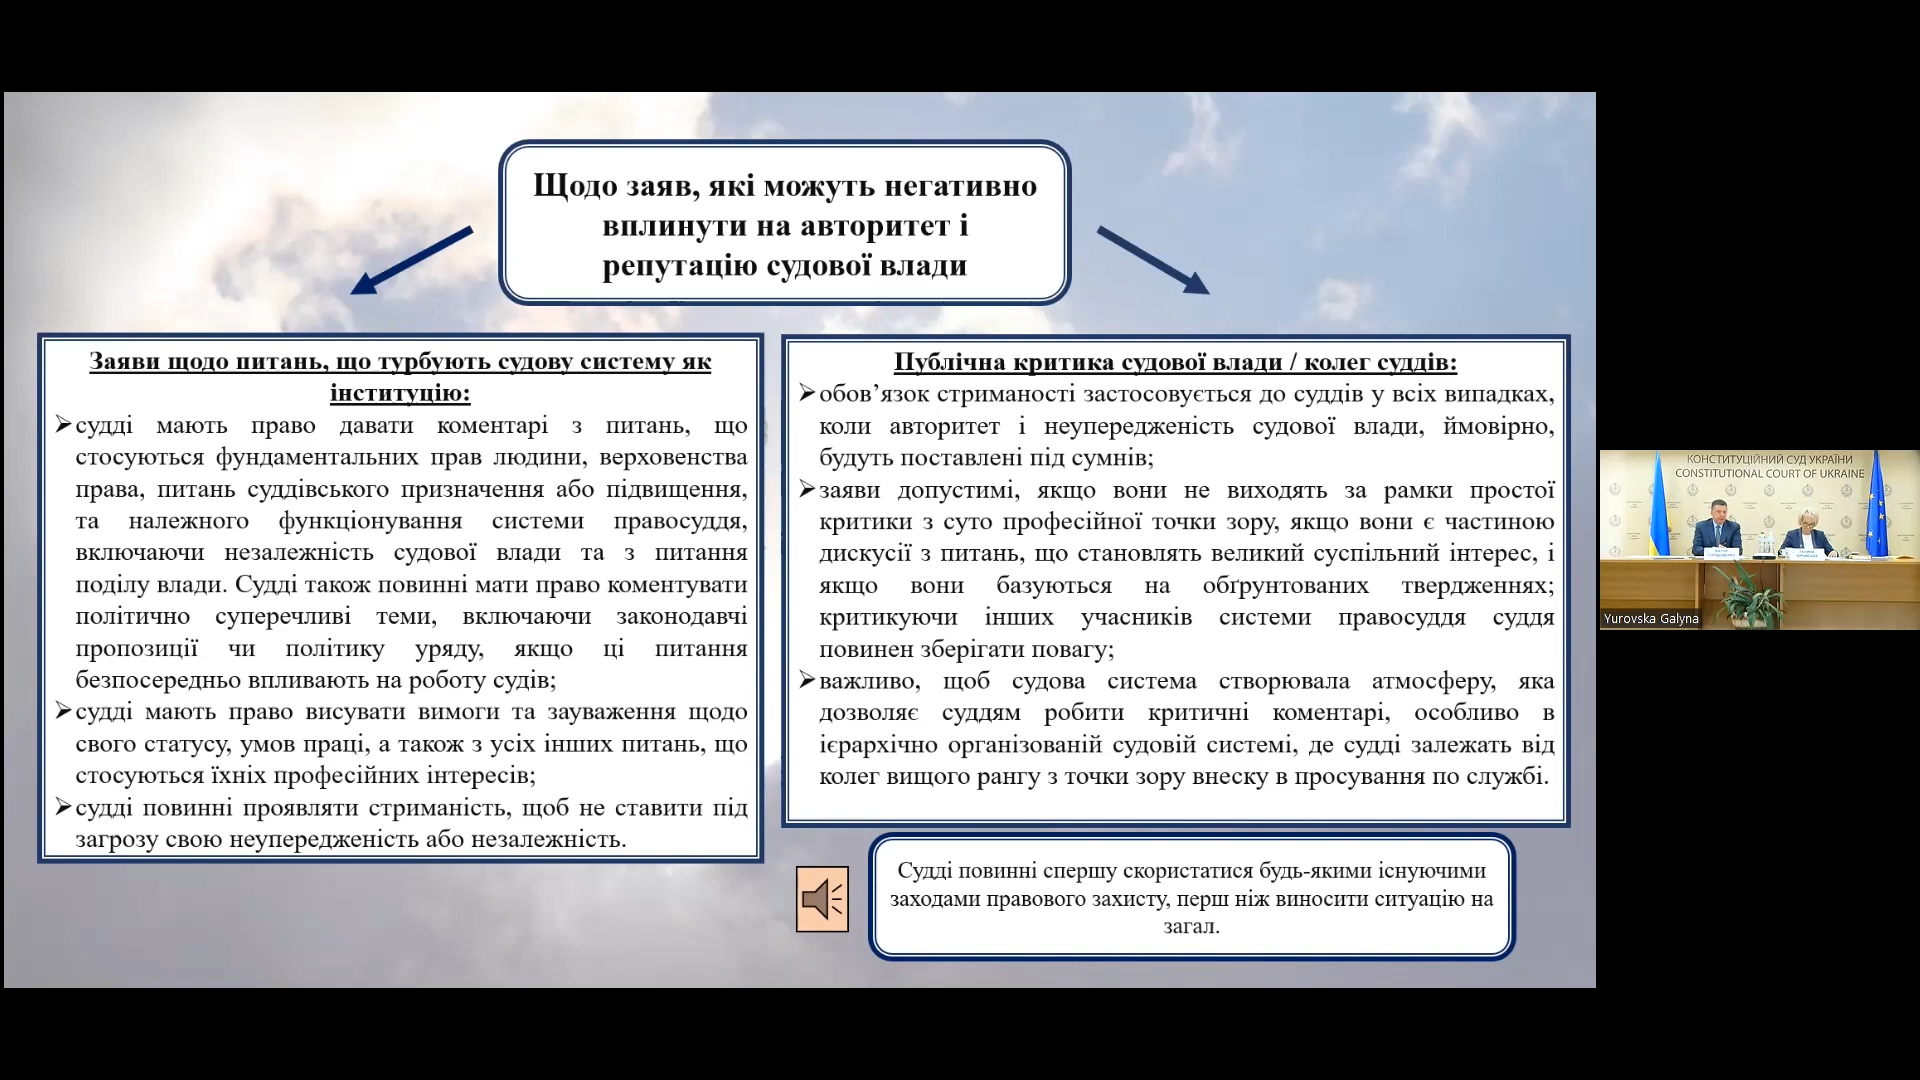 Щодо заяв, які можуть негативно
вплинути на авторитет і
репутацію судової влади
Заяви щодо питань, що турбують судову систему як
інституцію:
➢судді мають право давати коментарі з питань, що
стосуються фундаментальних прав людини, верховенства
права, питань суддівського призначення або підвищення,
та належного функціонування системи правосуддя,
включаючи незалежність судової влади та з питання
поділу влади. Судді також повинні мати право коментувати
політично суперечливі теми, включаючи законодавчі
пропозиції чи політику уряду, якщо ці питання
безпосередньо впливають на роботу судів;
➢судді мають право висувати вимоги та зауваження щодо
свого статусу, умов праці, а також з усіх інших питань, що
стосуються їхніх професійних інтересів;
➢судді повинні проявляти стриманість, щоб не ставити під
загрозу свою неупередженість або незалежність.
Публічна критика судової влади / колег суддів:
➢обов’язок стриманості застосовується до суддів у всіх випадках,
коли авторитет і неупередженість судової влади, ймовірно,
будуть поставлені під сумнів;
➢заяви допустимі, якщо вони не виходять за рамки простої
критики з суто професійної точки зору, якщо вони є частиною
дискусії з питань, що становлять великий суспільний інтерес, і
якщо вони базуються на обґрунтованих твердженнях;
критикуючи інших учасників системи правосуддя суддя
повинен зберігати повагу;
➢важливо, щоб судова система створювала атмосферу, яка
дозволяє суддям робити критичні коментарі, особливо в
ієрархічно організованій судовій системі, де судді залежать від
колег вищого рангу з точки зору внеску в просування по службі.
Судді повинні спершу скористатися будь-якими існуючими
заходами правового захисту, перш ніж виносити ситуацію на
загал.
КОНСТИТУЦІЙНИЙ СУД УКРАЇНИ
CONSTITUTIONAL COURT OF UKRAINE
Yurovska Galyna